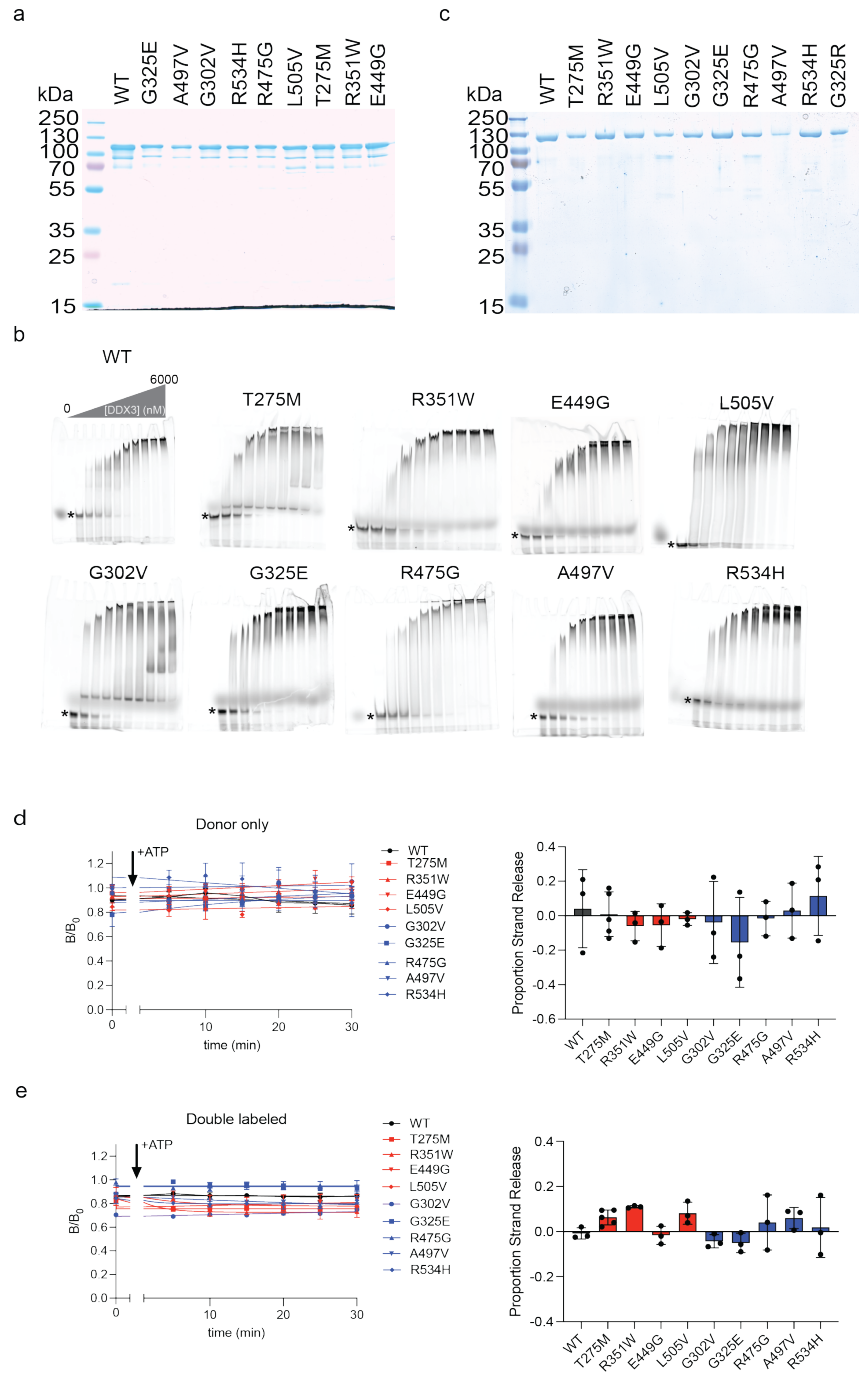 a
kDa
WT
G325E
A497V
G302V
R534H
R475G
L505V
T275M
R351W
E449G
250
130
100
70
55
35
25
15
c
kDa
WT
T275M
R351W
E449G
L505V
G302V
G325E
R475G
A497V
R534H
G325R
250
130
100
70
55
35
25
15
b
WT
0
6000
[DDX3] (nM)
*
T275M
*
R351W
*
E449G
*
L505V
*
G302V
*
G325E
*
R475G
*
A497V
*
R534H
*
d
Donor only
+ATP
B/B0
1.2
1.0
0.8
0.6
0.4
0.2
0.0
0 10 20 30
time (min)
WT
T275M
R351W
E449G
L505V
G302V
G325E
R475G
A497V
R534H
Proportion Strand Release
0.4
0.2
0.0
-0.2
-0.4
-0.6
WT
T275M
R351W
E449G
L505V
G302V
G325E
R475G
A497V
R534H
e
Double labeled
+ATP
B/B0
1.2
1.0
0.8
0.6
0.4
0.2
0.0
0 10 20 30
time (min)
WT
T275M
R351W
E449G
L505V
G302V
G325E
R475G
A497V
R534H
Proportion Strand Release
0.4
0.2
0.0
-0.2
-0.4
WT
T275M
R351W
E449G
L505V
G302V
G325E
R475G
A497V
R534H